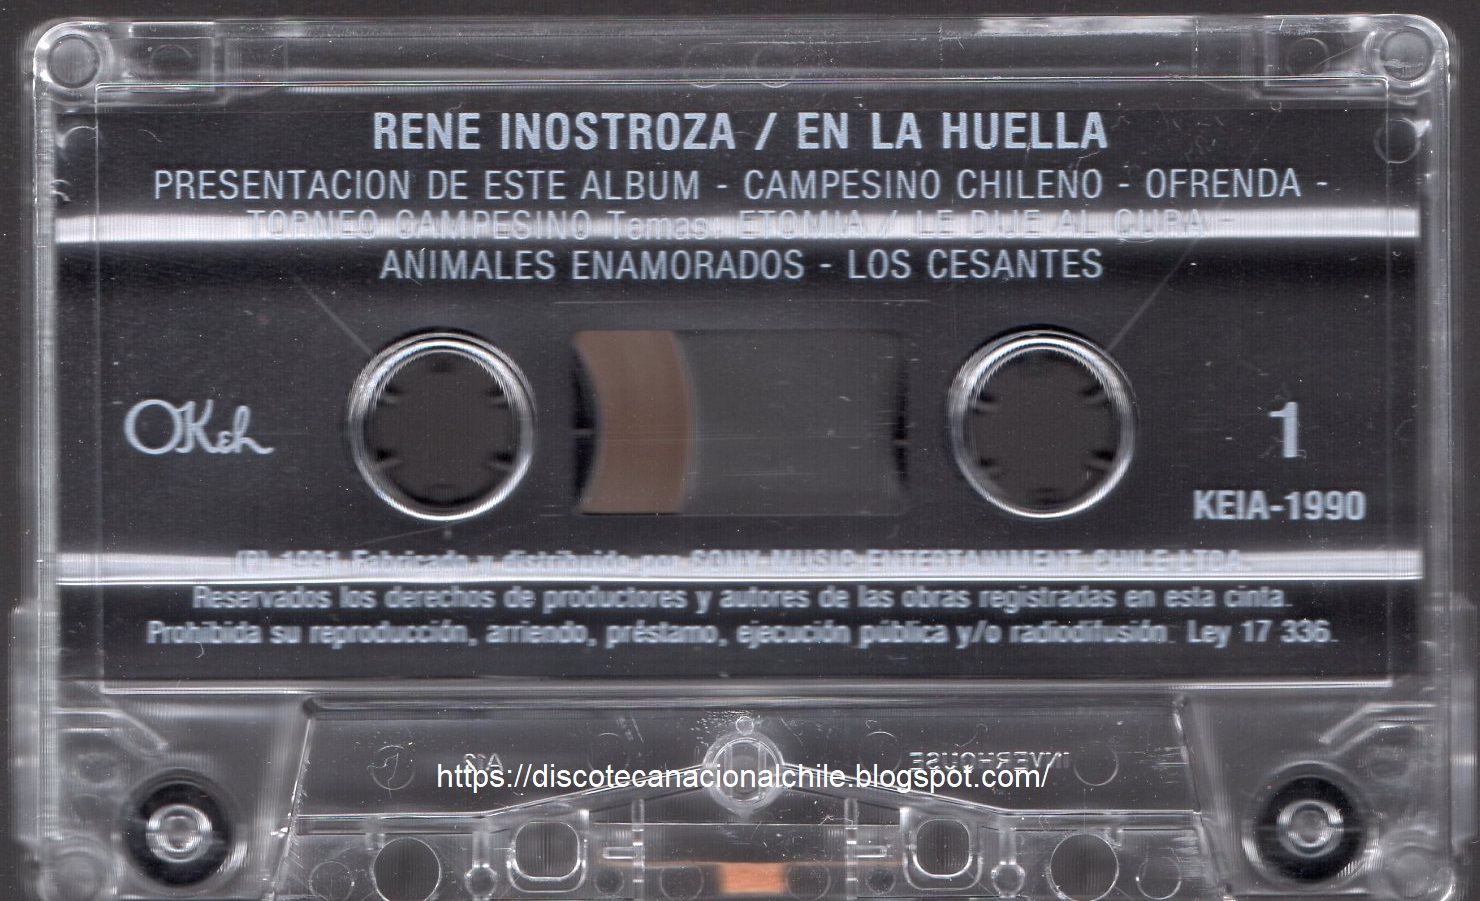 RENE INOSTROZA / EN LA HUELLA
PRESENTACION DE ESTE ALBUM - CAMPESINO CHILENO - OFRENDA -
TORNEO CAMPESINO Temas: ETOMIA / LE DIJE AL CURA -
ANIMALES ENAMORADOS - LOS CESANTES
OKeh
1
KEIA-1990
(P) 1991 Fabricado y distribuido por SONY MUSIC ENTERTAINMENT CHILE LTDA.
Reservados los derechos de productores y autores de las obras registradas en esta cinta.
Prohibida su reproducción, arriendo, préstamo, ejecución pública y/o radiodifusión. Ley 17 336.
INVERHOUSE
https://discotecanacionalchile.blogspot.com/